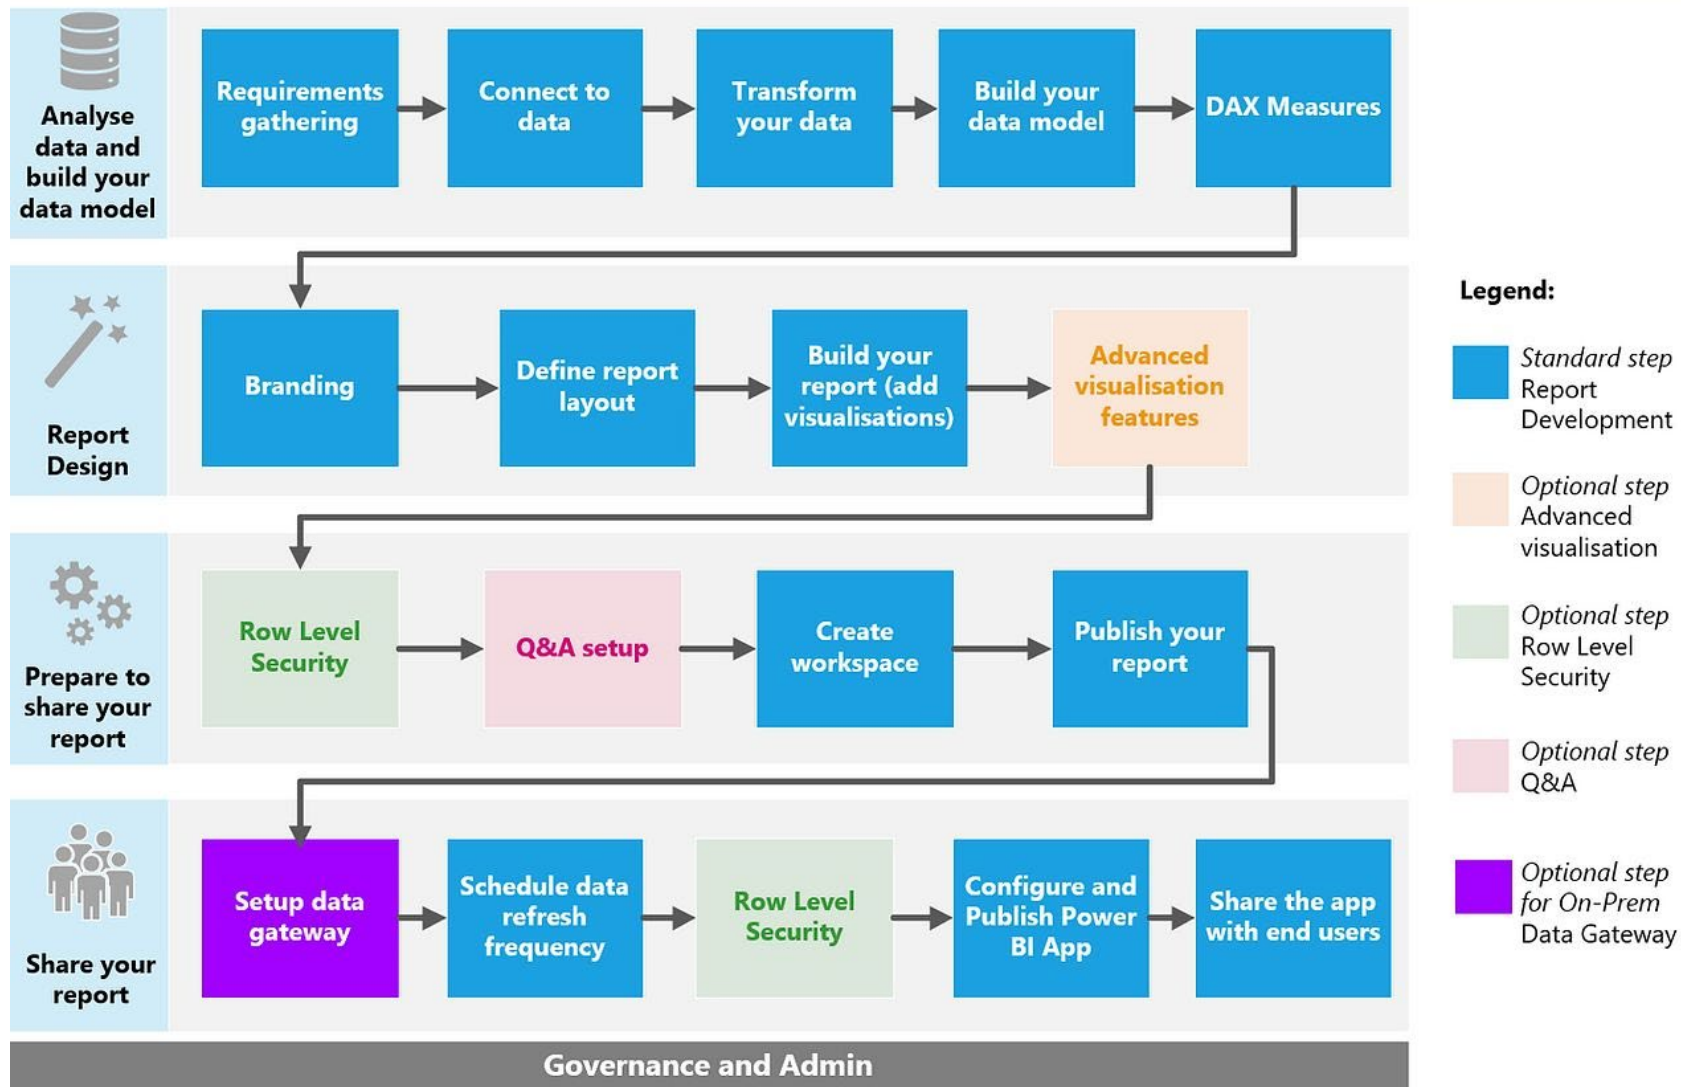 Analyse
data and
build your
data model
Requirements
gathering
Connect to
data
Transform
your data
Build your
data model
DAX Measures
Report
Design
Branding
Define report
layout
Build your
report (add
visualisations)
Advanced
visualisation
features
Prepare to
share your
report
Row Level
Security
Q&A setup
Create
workspace
Publish your
report
Share your
report
Setup data
gateway
Schedule data
refresh
frequency
Row Level
Security
Configure and
Publish Power
BI App
Share the app
with end users
Governance and Admin
Legend:
Standard step
Report
Development
Optional step
Advanced
visualisation
Optional step
Row Level
Security
Optional step
Q&A
Optional step
for On-Prem
Data Gateway